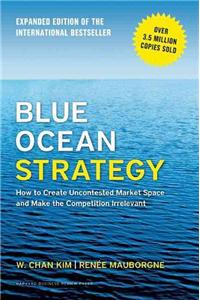 EXPANDED EDITION OF THE
INTERNATIONAL BESTSELLER
OVER
3.5 MILLION
COPIES SOLD
BLUE
OCEAN
STRATEGY
How to Create Uncontested Market Space
and Make the Competition Irrelevant
W. CHAN KIM | RENÉE MAUBORGNE
HARVARD BUSINESS REVIEW PRESS